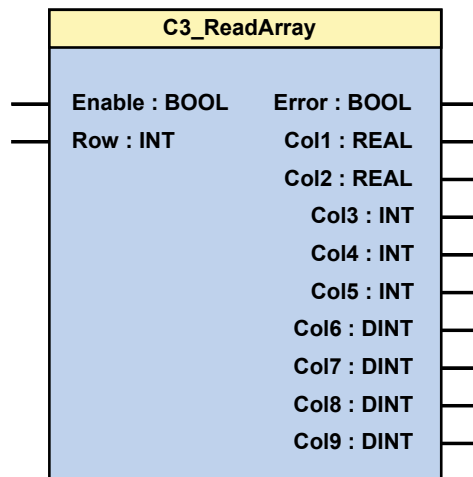 C3_ReadArray
Enable : BOOL Error : BOOL
Row : INT Col1 : REAL
Col2 : REAL
Col3 : INT
Col4 : INT
Col5 : INT
Col6 : DINT
Col7 : DINT
Col8 : DINT
Col9 : DINT